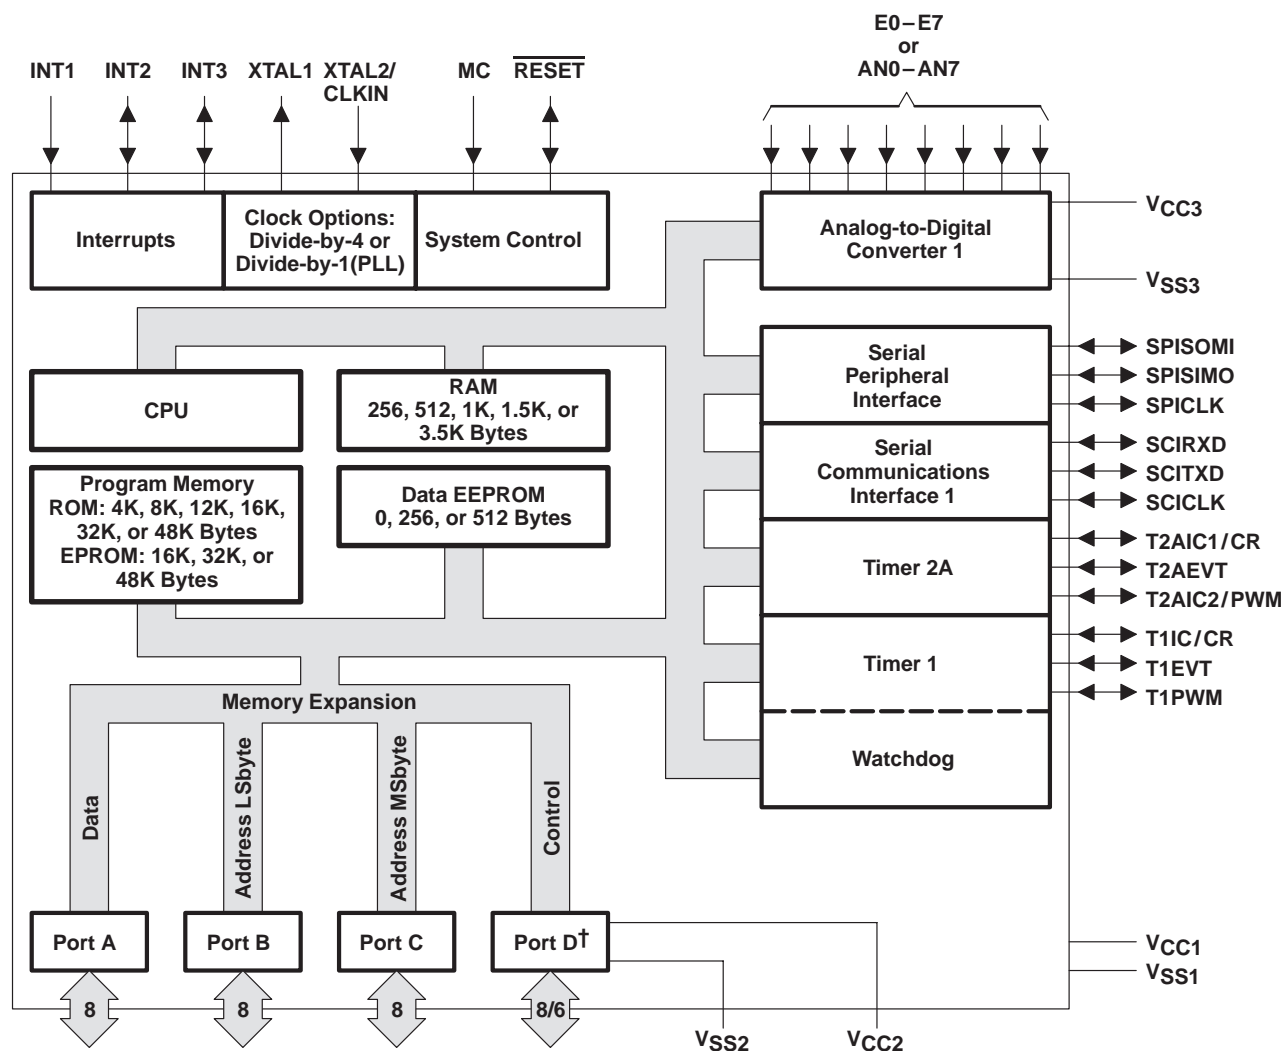 E0–E7
or
AN0–AN7
INT1
INT2
INT3
XTAL1
XTAL2/
CLKIN
MC
RESET
Interrupts
Clock Options:
Divide-by-4 or
Divide-by-1(PLL)
System Control
Analog-to-Digital
Converter 1
VCC3
VSS3
CPU
RAM
256, 512, 1K, 1.5K, or
3.5K Bytes
Program Memory
ROM: 4K, 8K, 12K, 16K,
32K, or 48K Bytes
EPROM: 16K, 32K, or
48K Bytes
Data EEPROM
0, 256, or 512 Bytes
Serial
Peripheral
Interface
SPISOMI
SPISIMO
SPICLK
Serial
Communications
Interface 1
SCIRXD
SCITXD
SCICLK
Timer 2A
T2AIC1/CR
T2AEVT
T2AIC2/PWM
Timer 1
T1IC/CR
T1EVT
T1PWM
Watchdog
Memory Expansion
Data
Address LSbyte
Address MSbyte
Control
Port A
Port B
Port C
Port D†
8
8
8
8/6
VSS2
VCC2
VCC1
VSS1